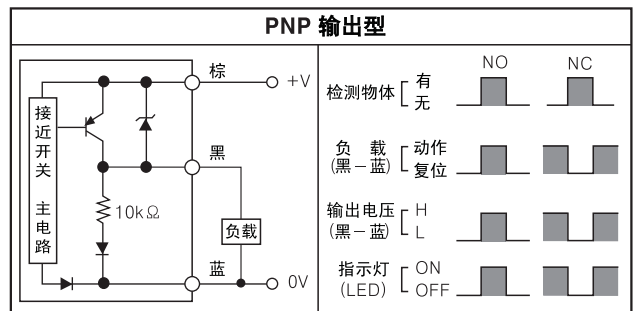 PNP 输出型
棕
+V
接近开关 主电路
黑
10kΩ
负载
蓝
0V
NO NC
检测物体 有
无
负 载 动作
(黑－蓝) 复位
输出电压 H
(黑－蓝) L
指示灯 ON
(LED) OFF